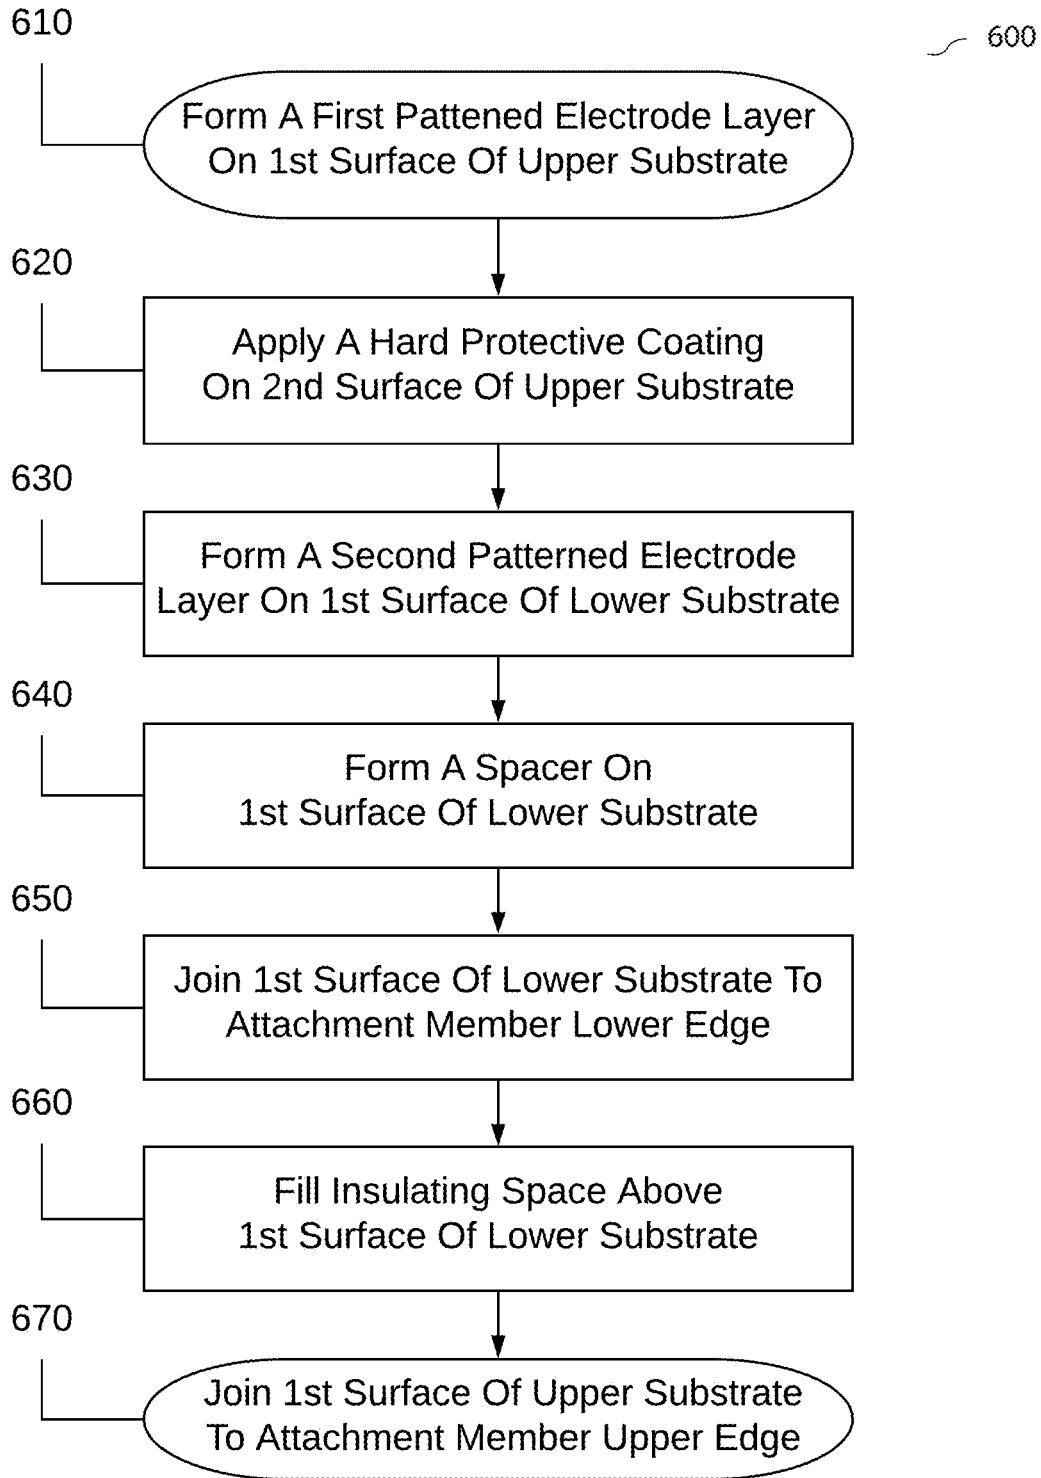 610
600
Form A First Pattened Electrode Layer
On 1st Surface Of Upper Substrate
620
Apply A Hard Protective Coating
On 2nd Surface Of Upper Substrate
630
Form A Second Patterned Electrode
Layer On 1st Surface Of Lower Substrate
640
Form A Spacer On
1st Surface Of Lower Substrate
650
Join 1st Surface Of Lower Substrate To
Attachment Member Lower Edge
660
Fill Insulating Space Above
1st Surface Of Lower Substrate
670
Join 1st Surface Of Upper Substrate
To Attachment Member Upper Edge